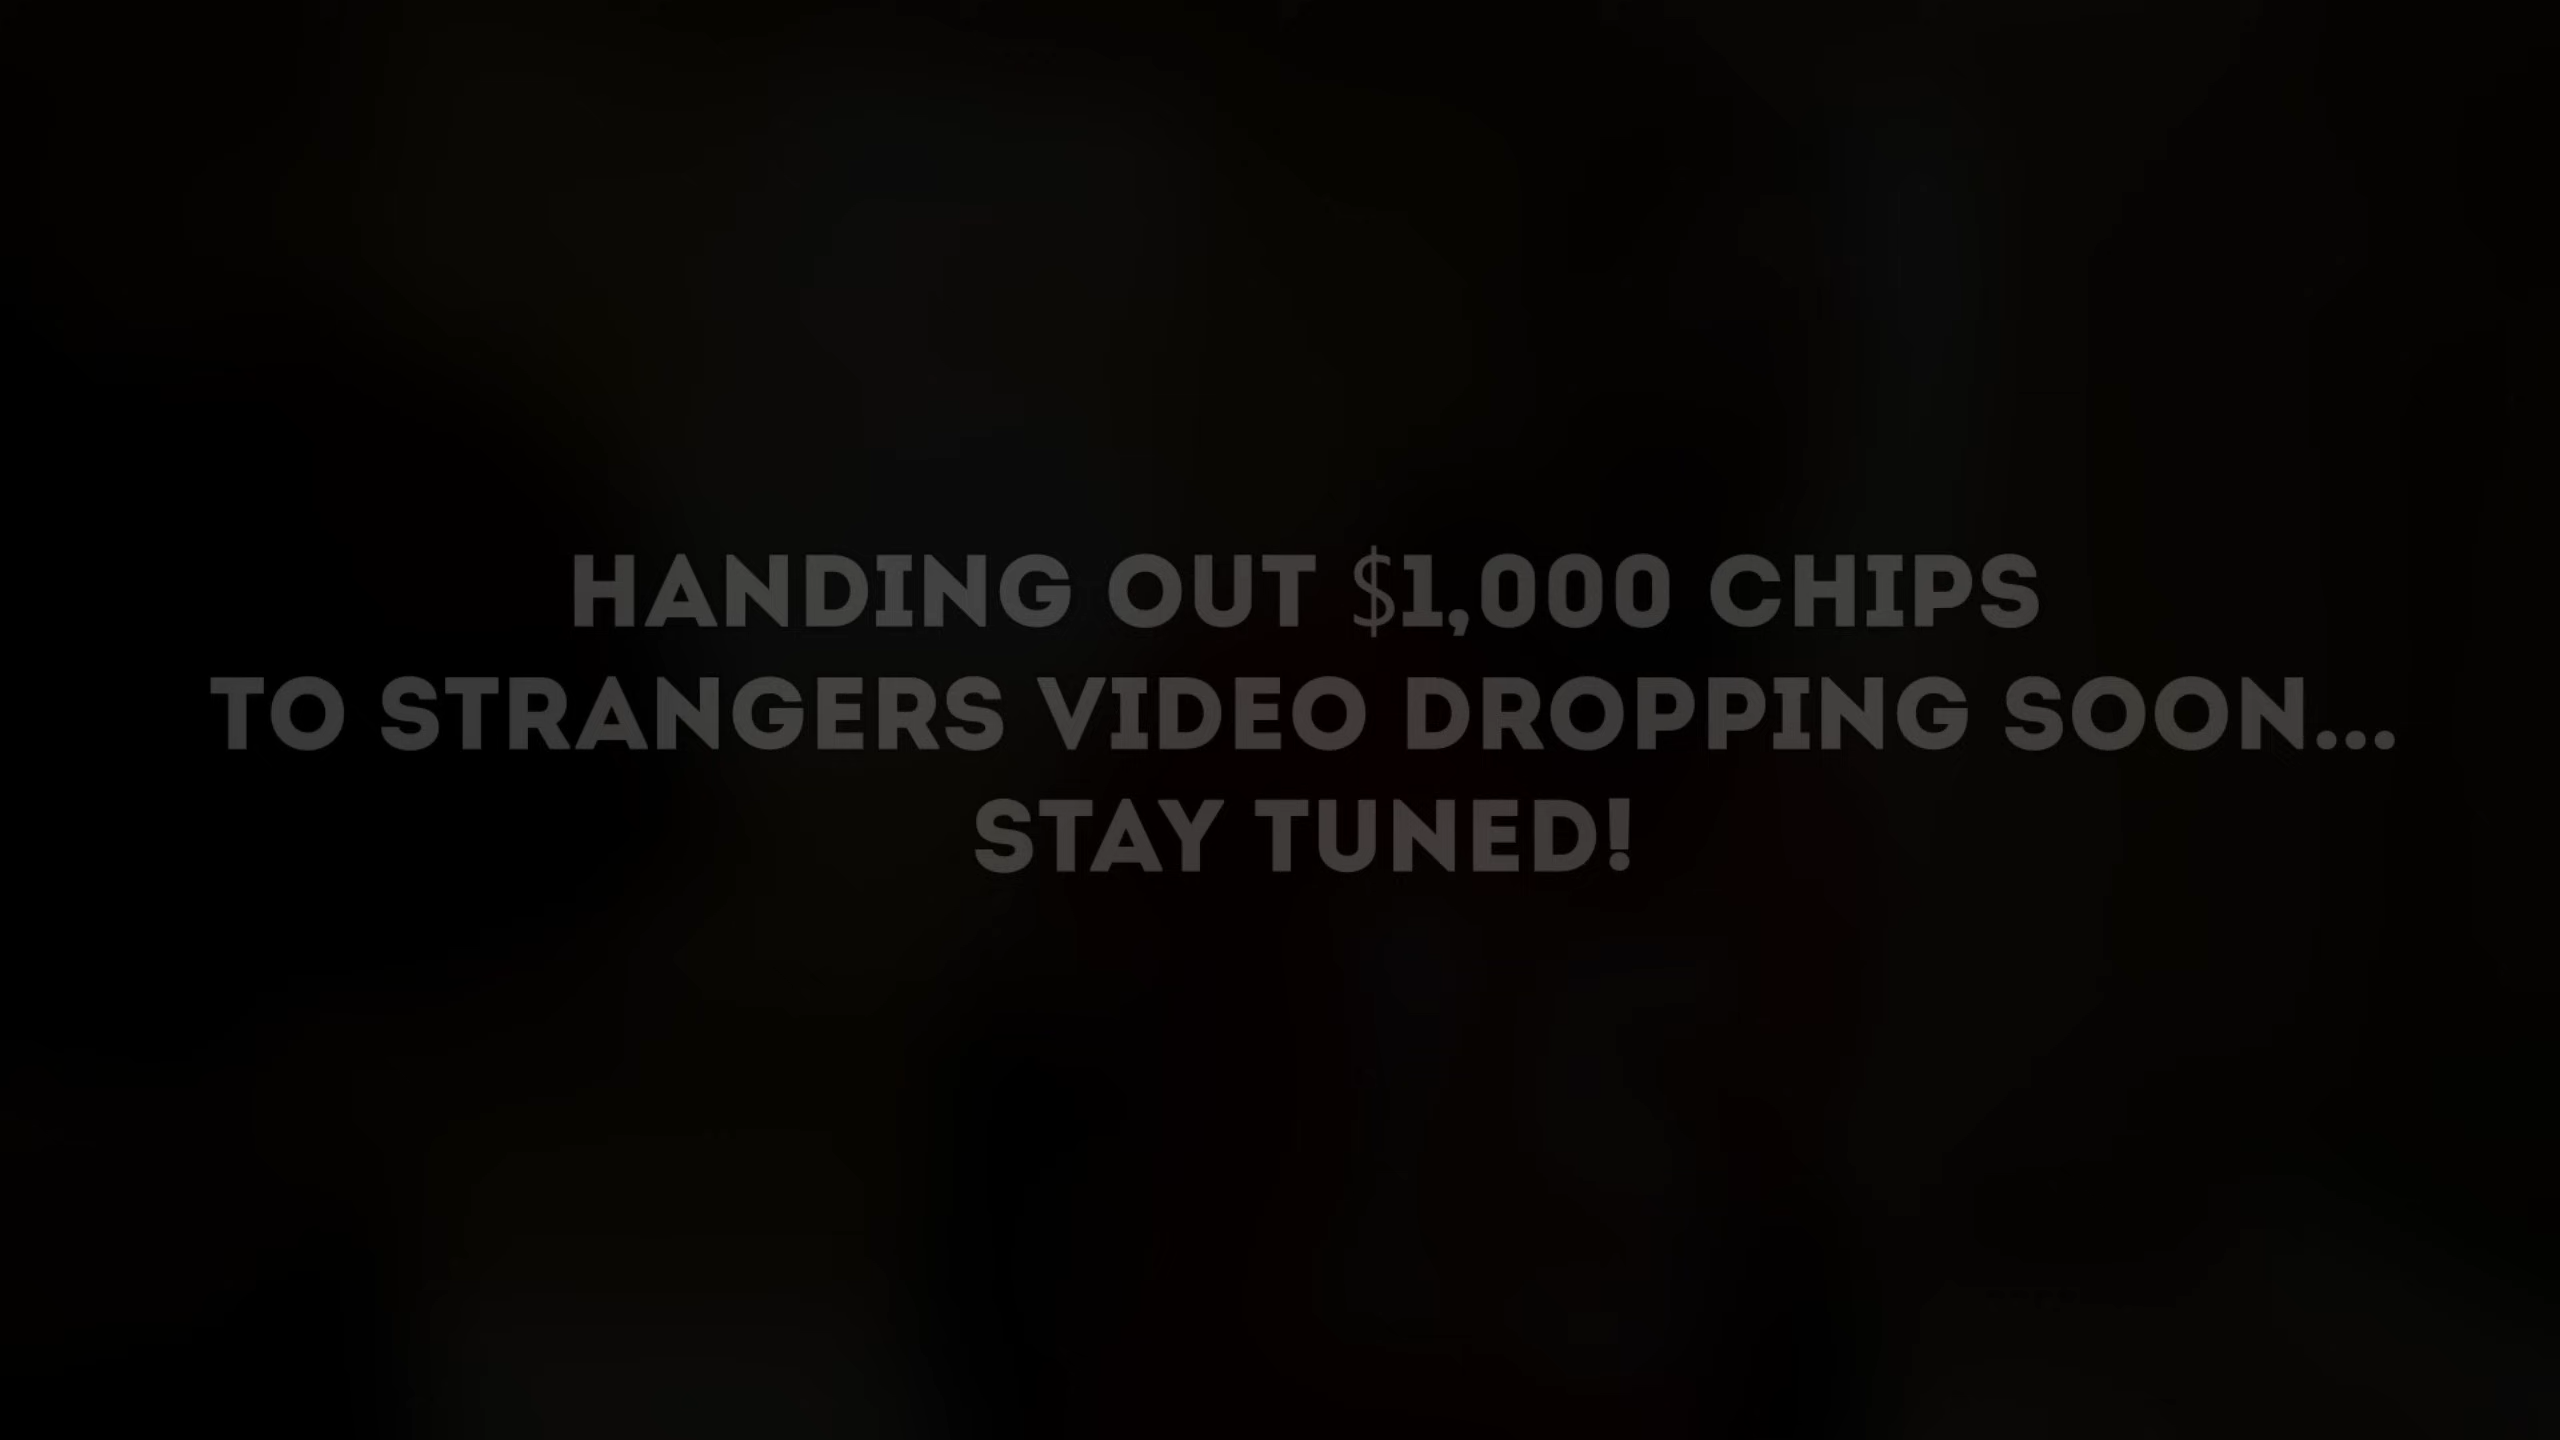 HANDING OUT $1,000 CHIPS
TO STRANGERS VIDEO DROPPING SOON...
STAY TUNED!